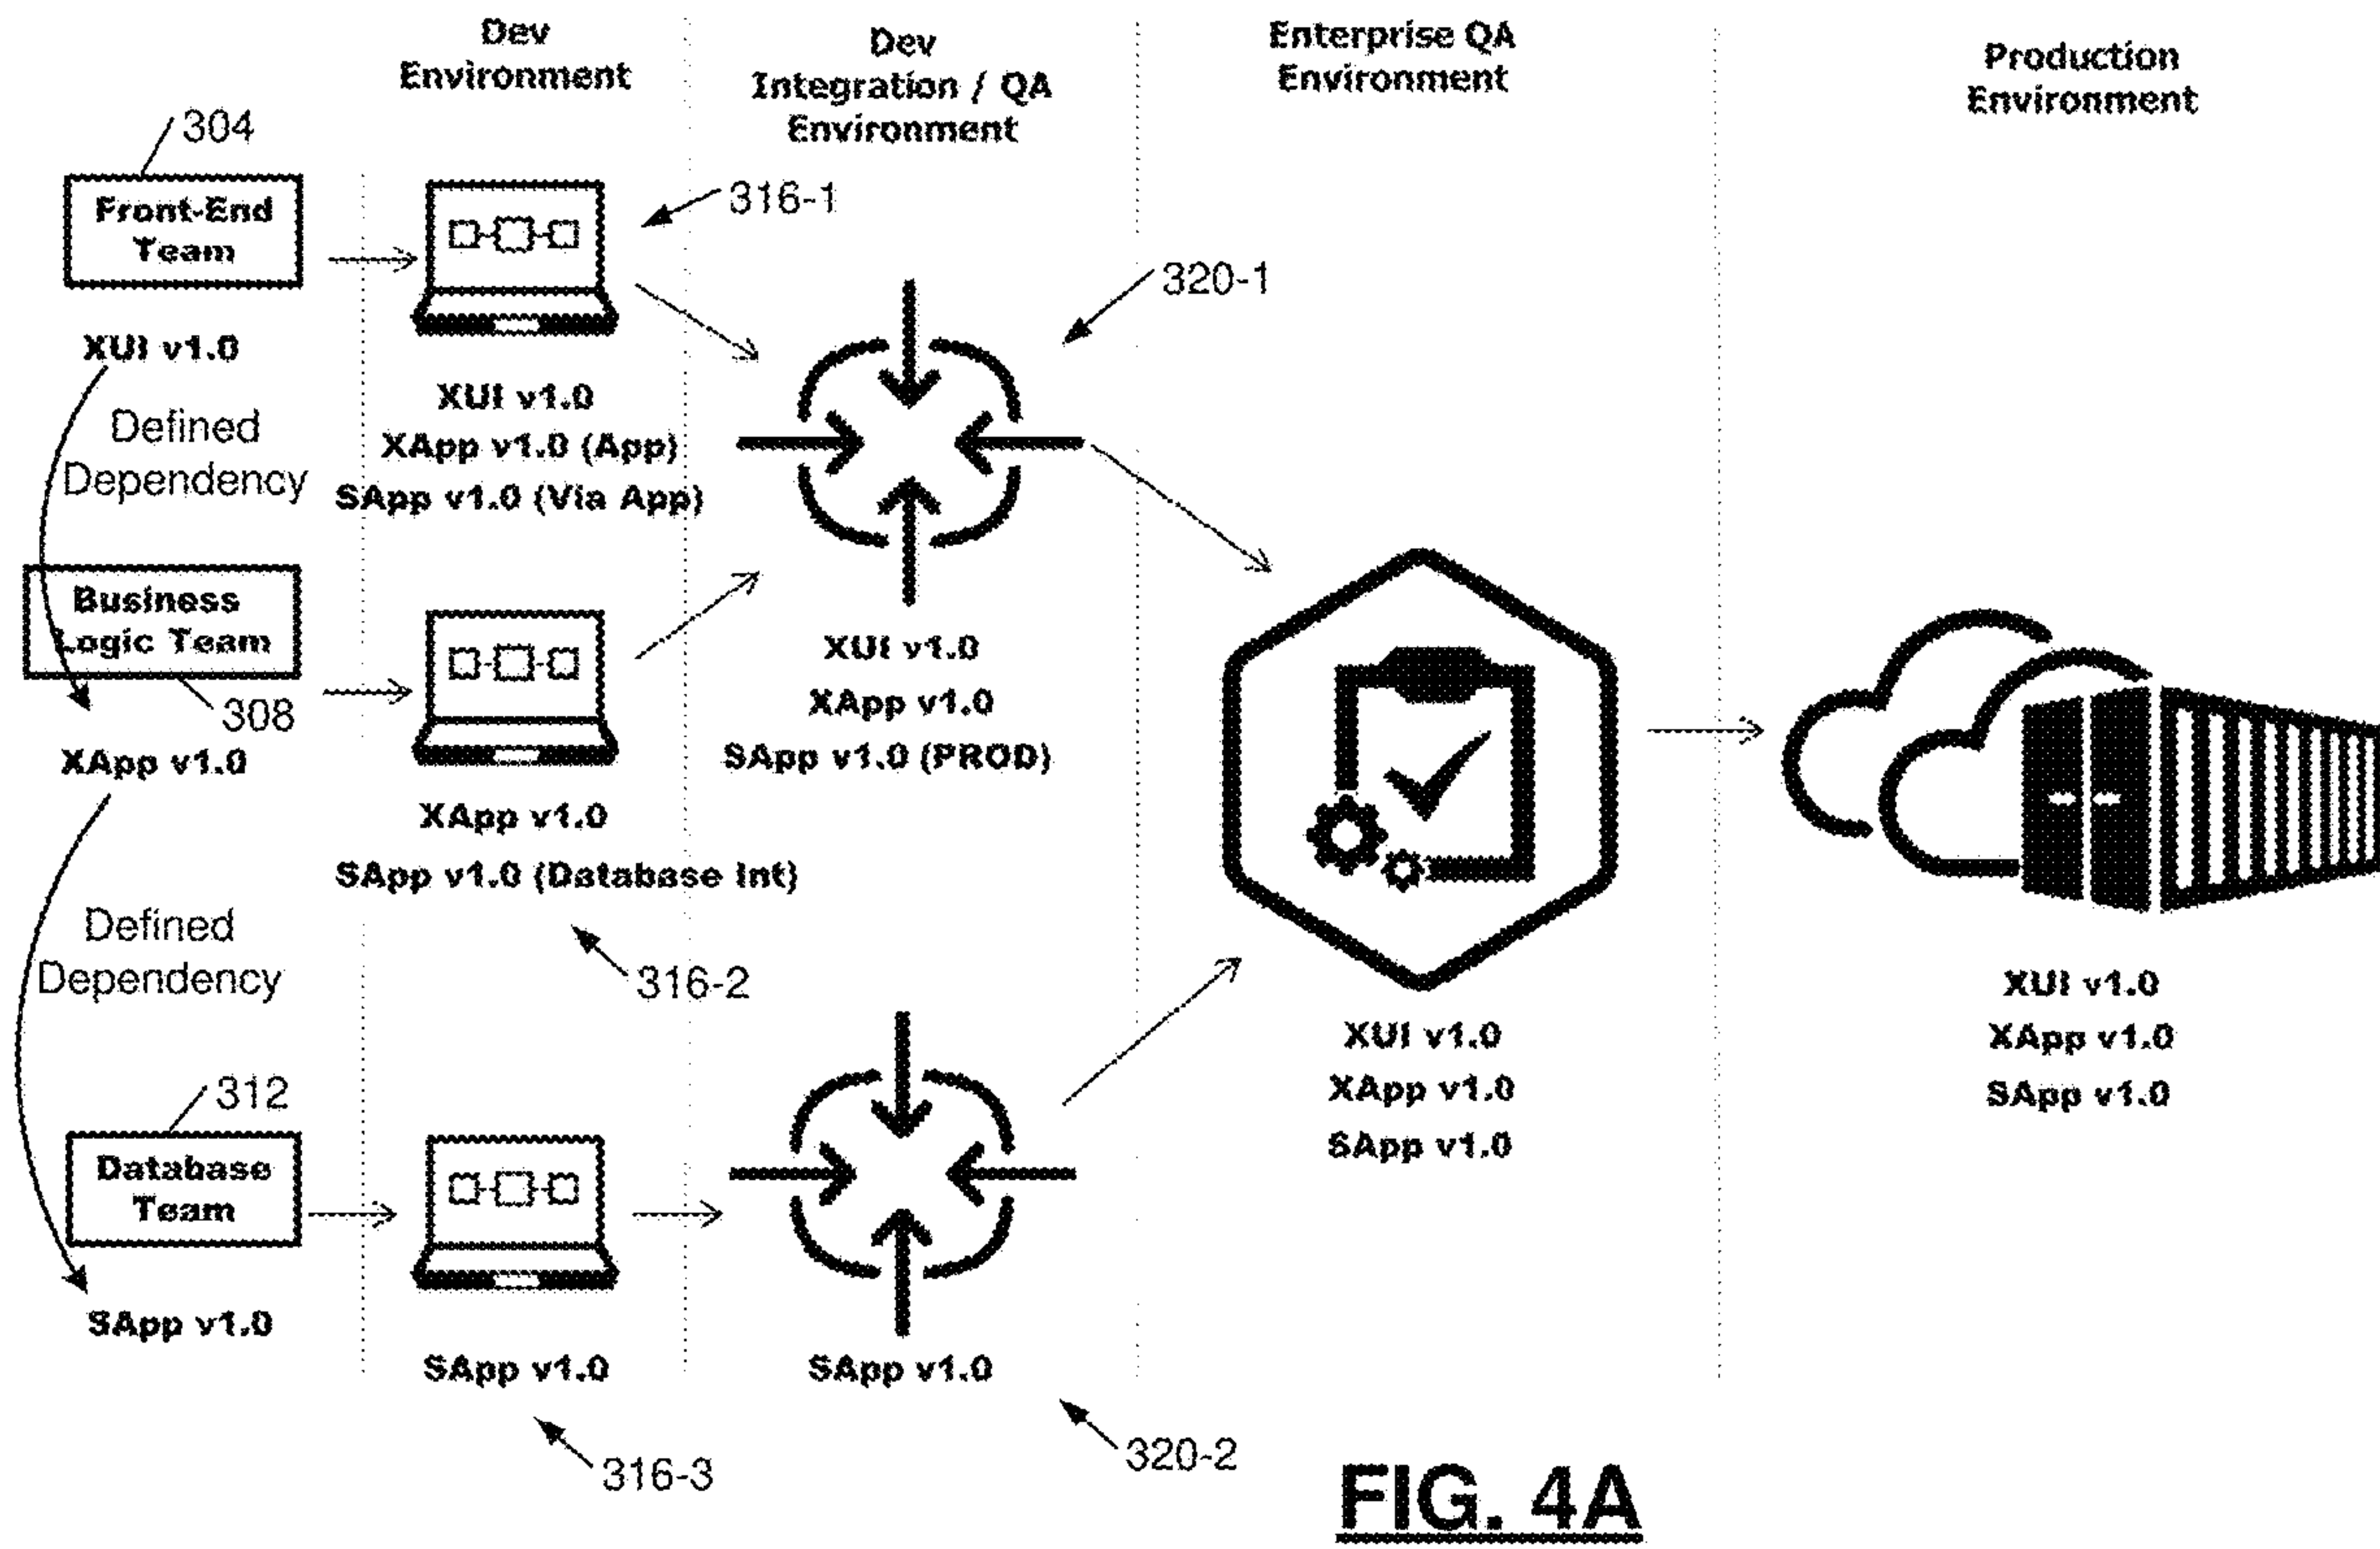 Dev
Environment
Dev
Integration / QA
Environment
Enterprise QA
Environment
Production
Environment
304
Front-End
Team
316-1
320-1
XUI v1.0
Defined
Dependency
XUI v1.0
XApp v1.0 (App)
SApp v1.0 (Via App)
Business
Logic Team
308
XApp v1.0
XUI v1.0
XApp v1.0
SApp v1.0 (PROD)
XApp v1.0
SApp v1.0 (Database Int)
316-2
Defined
Dependency
XUI v1.0
XApp v1.0
SApp v1.0
XUI v1.0
XApp v1.0
SApp v1.0
312
Database
Team
SApp v1.0
SApp v1.0
SApp v1.0
316-3
320-2
FIG. 4A